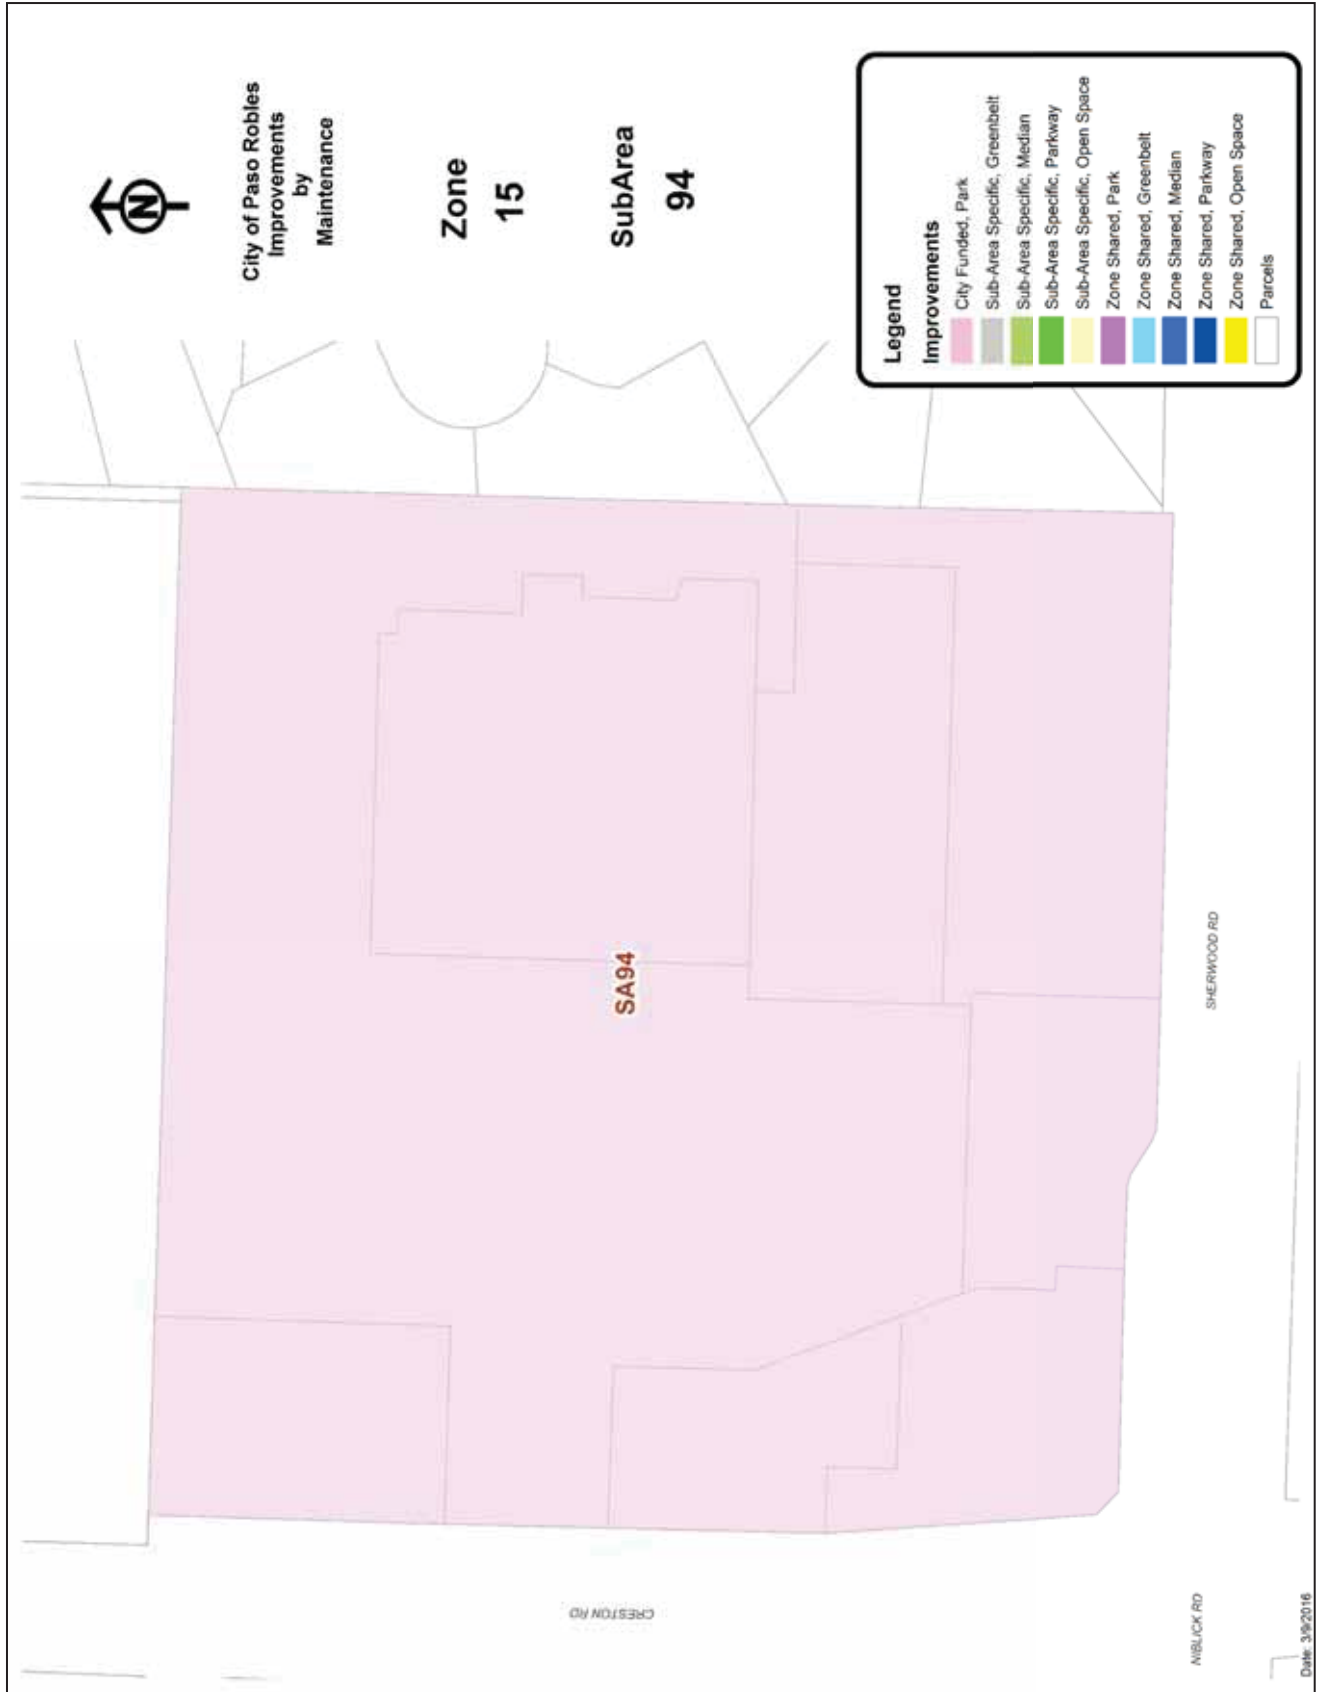 N
City of Paso Robles
Improvements
by
Maintenance
Zone
15
SubArea
94
Legend
Improvements
City Funded, Park
Sub-Area Specific, Greenbelt
Sub-Area Specific, Median
Sub-Area Specific, Parkway
Sub-Area Specific, Open Space
Zone Shared, Park
Zone Shared, Greenbelt
Zone Shared, Median
Zone Shared, Parkway
Zone Shared, Open Space
Parcels
SA94
SHERWOOD RD
CRESTON RD
NIBLICK RD
Date: 3/9/2016